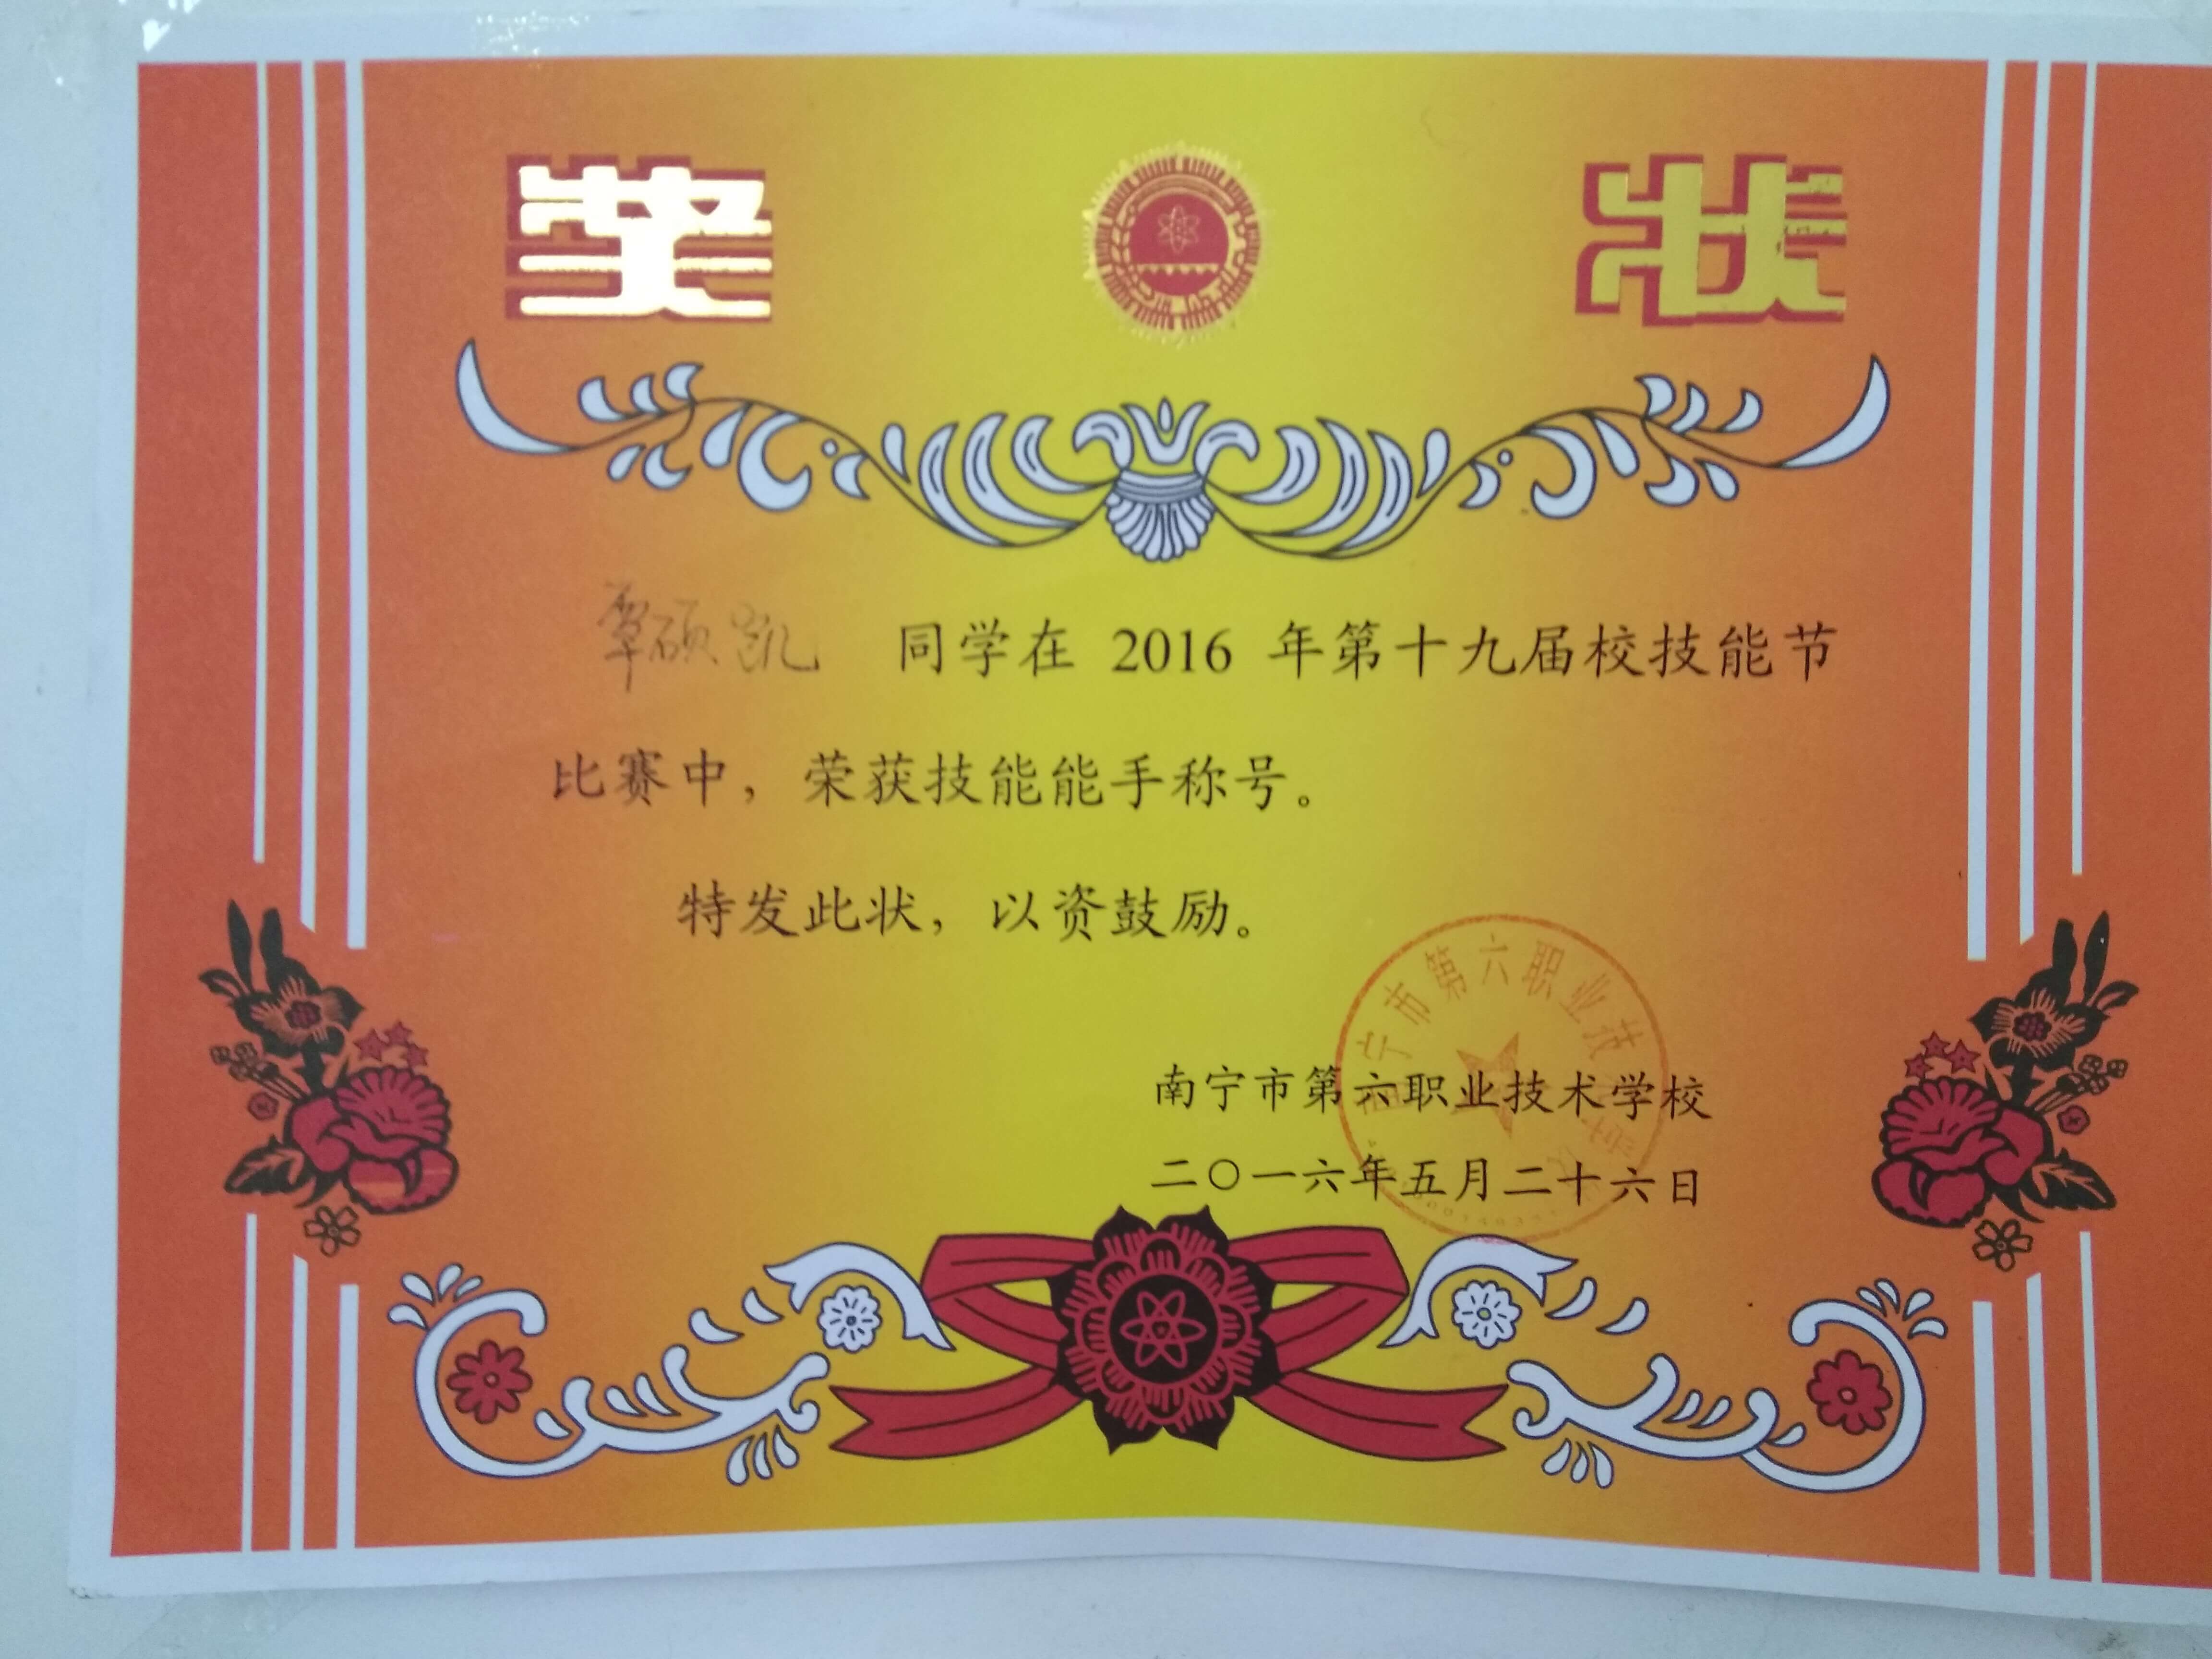 奖 状
覃硕凯 同学在 2016 年第十九届校技能节
比赛中，荣获技能能手称号。
特发此状，以资鼓励。
南宁市第六职业技术学校
南宁市第六职业技术学校
二〇一六年五月二十六日